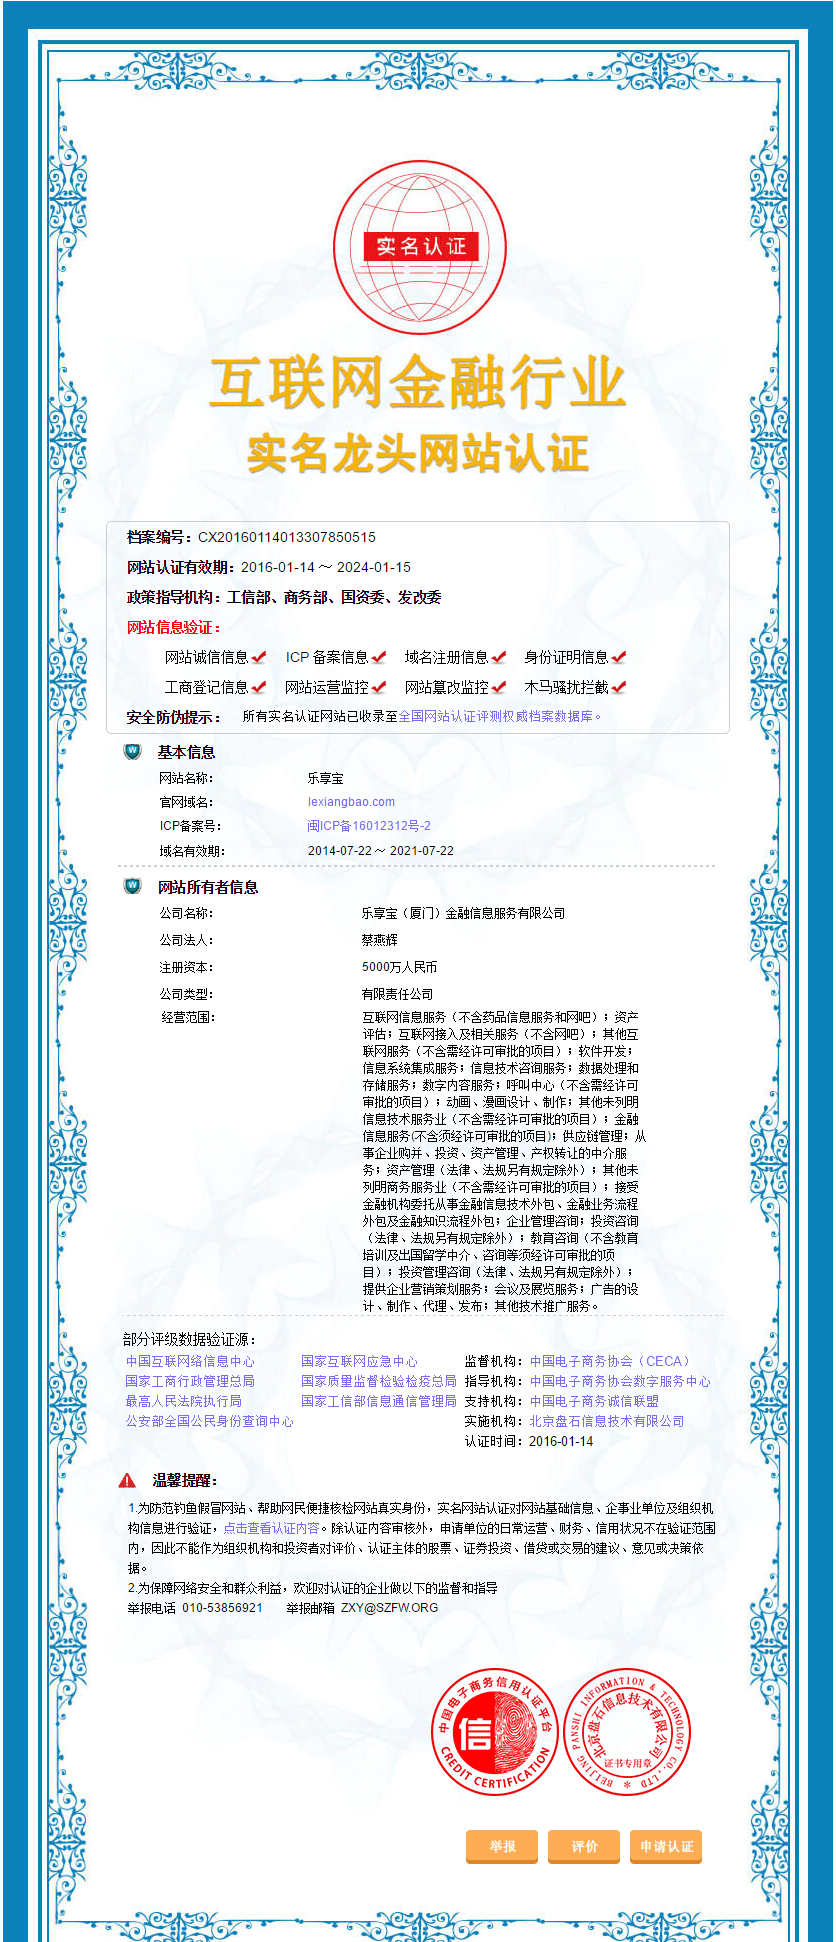 实名认证
互联网金融行业
实名龙头网站认证
档案编号：CX20160114013307850515
网站认证有效期：2016-01-14 ～ 2024-01-15
政策指导机构：工信部、商务部、国资委、发改委
网站信息验证：
网站诚信信息 ICP 备案信息 域名注册信息 身份证明信息
工商登记信息 网站运营监控 网站篡改监控 木马骚扰拦截
安全防伪提示： 所有实名认证网站已收录至全国网站认证评测权威档案数据库。
W 基本信息
网站名称： 乐享宝
官网域名： lexiangbao.com
ICP备案号： 闽ICP备16012312号-2
域名有效期： 2014-07-22 ～ 2021-07-22
W 网站所有者信息
公司名称： 乐享宝（厦门）金融信息服务有限公司
公司法人： 蔡燕辉
注册资本： 5000万人民币
公司类型： 有限责任公司
经营范围： 互联网信息服务（不含药品信息服务和网吧）；资产
评估；互联网接入及相关服务（不含网吧）；其他互
联网服务（不含需经许可审批的项目）；软件开发；
信息系统集成服务；信息技术咨询服务；数据处理和
存储服务；数字内容服务；呼叫中心（不含需经许可
审批的项目）；动画、漫画设计、制作；其他未列明
信息技术服务业（不含需经许可审批的项目）；金融
信息服务(不含须经许可审批的项目)；供应链管理；从
事企业购并、投资、资产管理、产权转让的中介服
务；资产管理（法律、法规另有规定除外）；其他未
列明商务服务业（不含需经许可审批的项目）；接受
金融机构委托从事金融信息技术外包、金融业务流程
外包及金融知识流程外包；企业管理咨询；投资咨询
（法律、法规另有规定除外）；教育咨询（不含教育
培训及出国留学中介、咨询等须经许可审批的项
目）；投资管理咨询（法律、法规另有规定除外）；
提供企业营销策划服务；会议及展览服务；广告的设
计、制作、代理、发布；其他技术推广服务。
部分评级数据验证源：
中国互联网络信息中心 国家互联网应急中心 监督机构：中国电子商务协会（CECA）
国家工商行政管理总局 国家质量监督检验检疫总局 指导机构：中国电子商务协会数字服务中心
最高人民法院执行局 国家工信部信息通信管理局 支持机构：中国电子商务诚信联盟
公安部全国公民身份查询中心 实施机构：北京盘石信息技术有限公司
认证时间：2016-01-14
温馨提醒：
1.为防范钓鱼假冒网站、帮助网民便捷核检网站真实身份，实名网站认证对网站基础信息、企事业单位及组织机
构信息进行验证，点击查看认证内容。除认证内容审核外，申请单位的日常运营、财务、信用状况不在验证范围
内，因此不能作为组织机构和投资者对评价、认证主体的股票、证券投资、借贷或交易的建议、意见或决策依
据。
2.为保障网络安全和群众利益，欢迎对认证的企业做以下的监督和指导
举报电话 010-53856921 举报邮箱 ZXY@SZFW.ORG
中国电子商务信用认证平台
信
CREDIT CERTIFICATION
BEIJING PANSHI INFORMATION & TECHNOLOGY CO.,LTD
北京盘石信息技术有限公司
证书专用章
举报 评价 申请认证